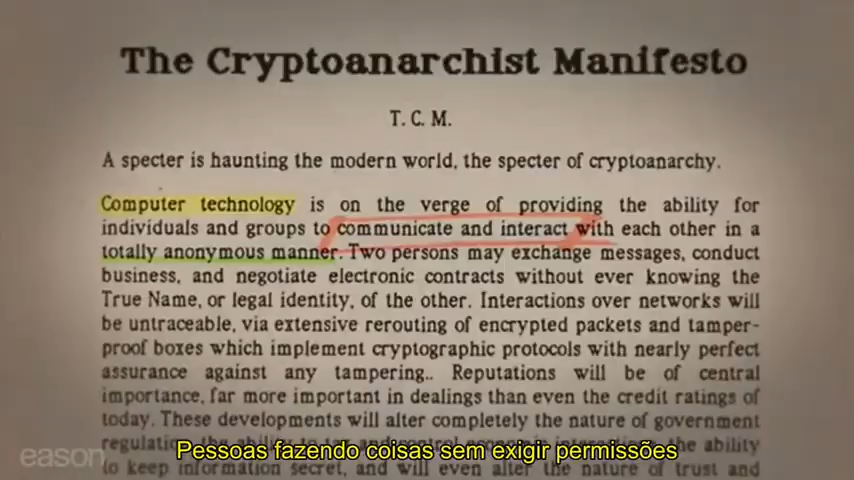 The Cryptoanarchist Manifesto
T. C. M.
A specter is haunting the modern world, the specter of cryptoanarchy.
Computer technology is on the verge of providing the ability for
individuals and groups to communicate and interact with each other in a
totally anonymous manner. Two persons may exchange messages, conduct
business, and negotiate electronic contracts without ever knowing the
True Name, or legal identity, of the other. Interactions over networks will
be untraceable, via extensive rerouting of encrypted packets and tamper-
proof boxes which implement cryptographic protocols with nearly perfect
assurance against any tampering.. Reputations will be of central
importance, far more important in dealings than even the credit ratings of
today. These developments will alter completely the nature of government
regulation, the ability to tax and control the ability
to keep information secret, and will even alter the nature of trust and
Pessoas fazendo coisas sem exigir permissões
eason